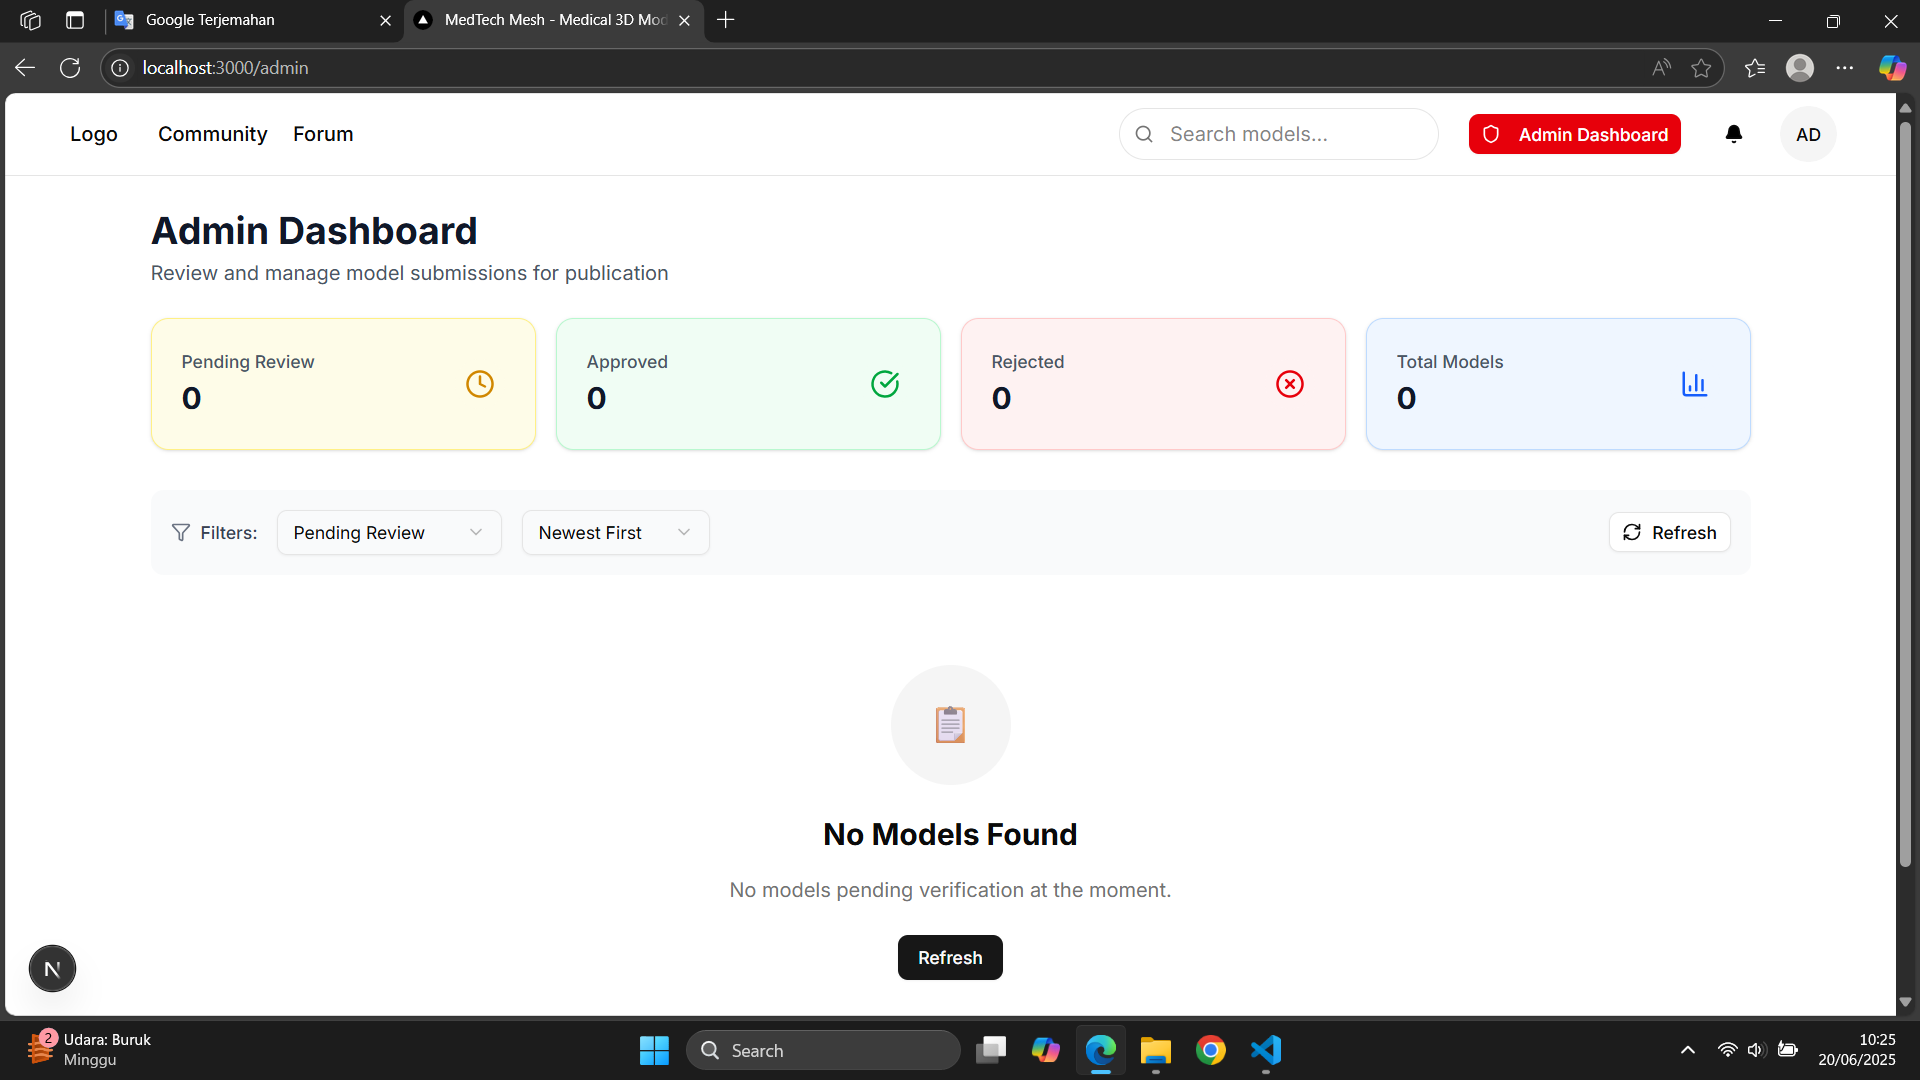 Google Terjemahan
MedTech Mesh - Medical 3D Mod
localhost:3000/admin
Logo
Community
Forum
Search models...
Admin Dashboard
AD
Admin Dashboard
Review and manage model submissions for publication
Pending Review
0
Approved
0
Rejected
0
Total Models
0
Filters:
Pending Review
Newest First
Refresh
No Models Found
No models pending verification at the moment.
Refresh
N
2
Udara: Buruk
Minggu
Search
10:25
20/06/2025